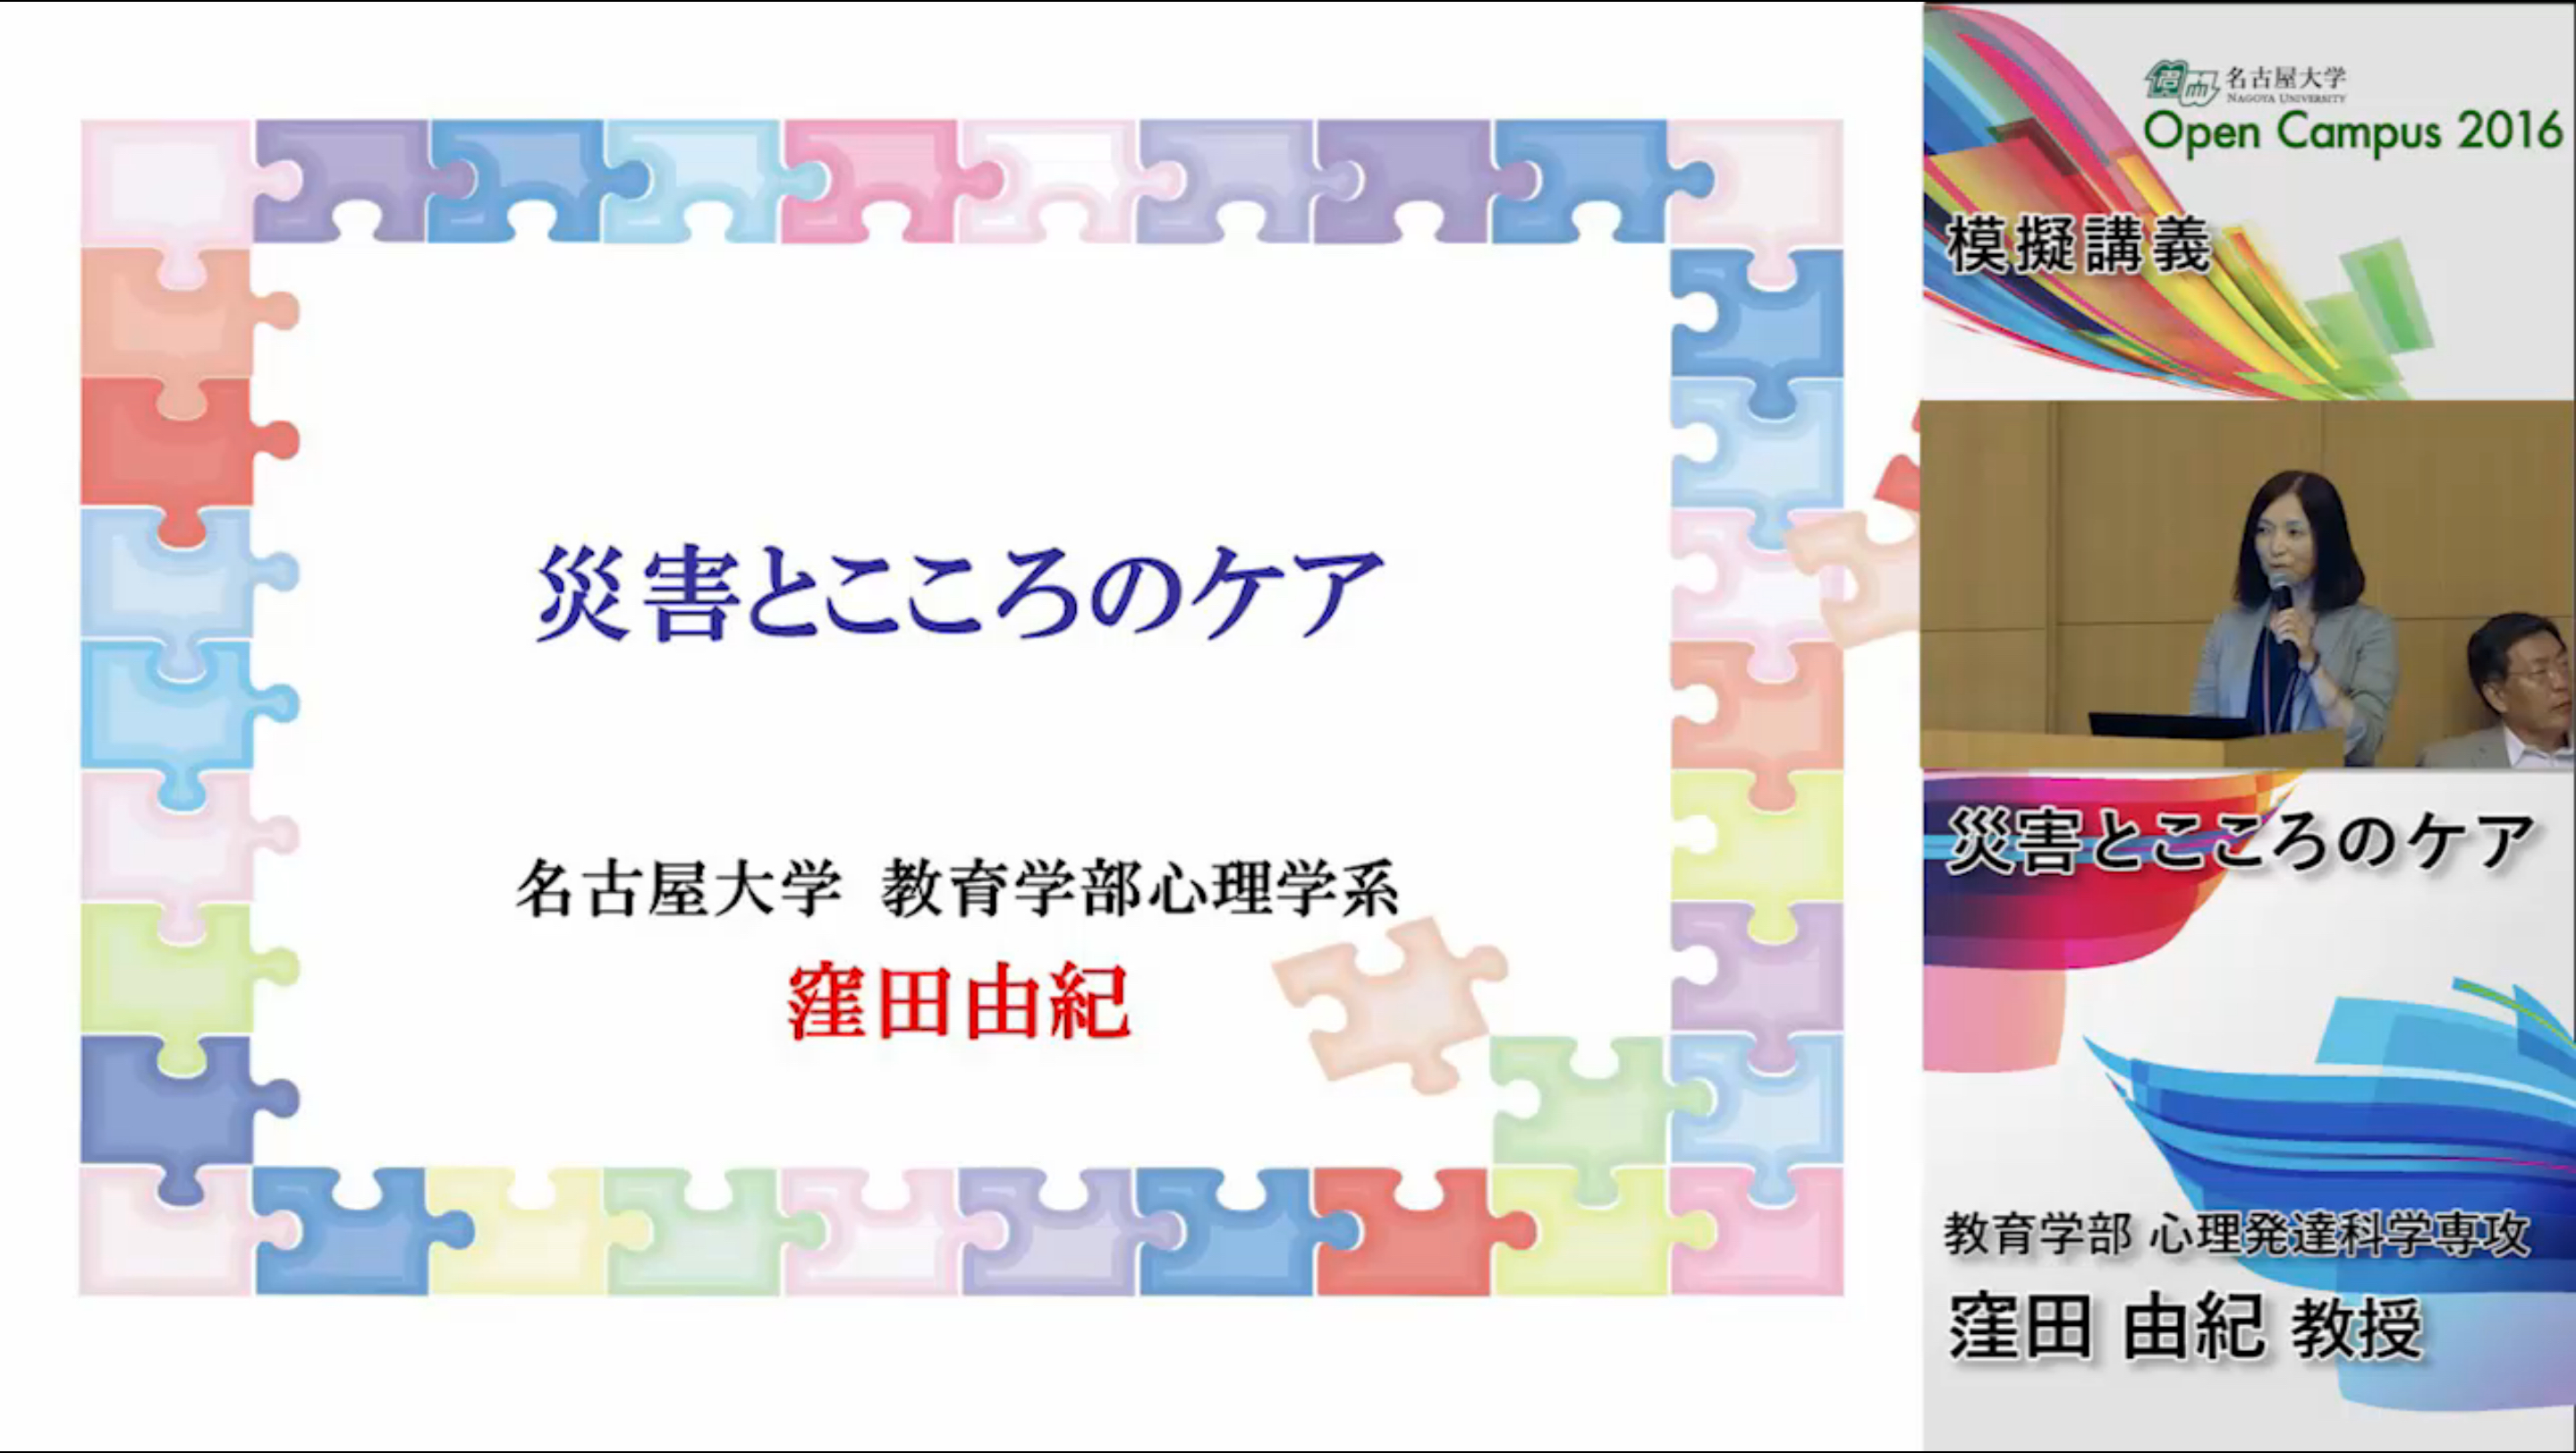 災害とこころのケア
名古屋大学 教育学部心理学系
窪田由紀
名古屋大学
NAGOYA UNIVERSITY
Open Campus 2016
模擬講義
災害とこころのケア
教育学部 心理発達科学専攻
窪田 由紀 教授